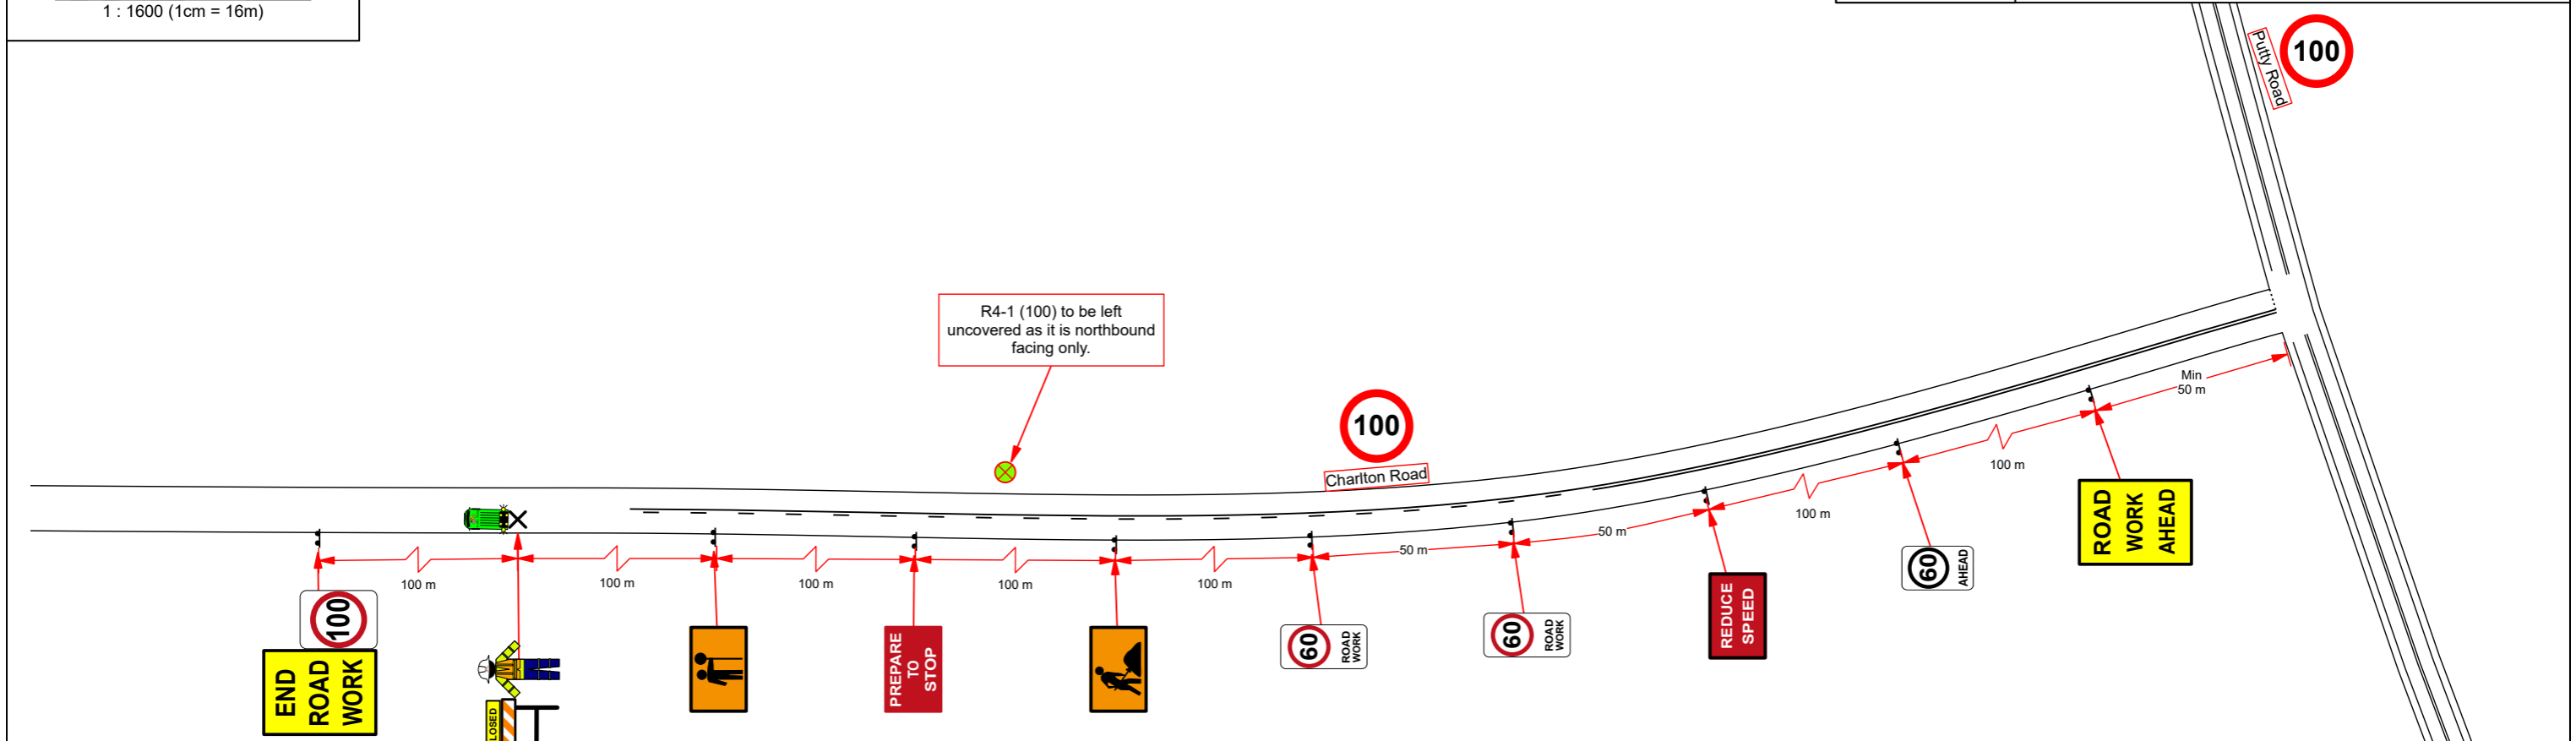 1 : 1600 (1cm = 16m)
Putty Road
100
R4-1 (100) to be left
uncovered as it is northbound
facing only.
100
Charlton Road
Min
50 m
100 m
100 m
50 m
50 m
100 m
100 m
100 m
100 m
100 m
100
END
ROAD
WORK
LOSED
PREPARE
TO
STOP
60
ROAD
WORK
60
ROAD
WORK
REDUCE
SPEED
60
AHEAD
ROAD
WORK
AHEAD